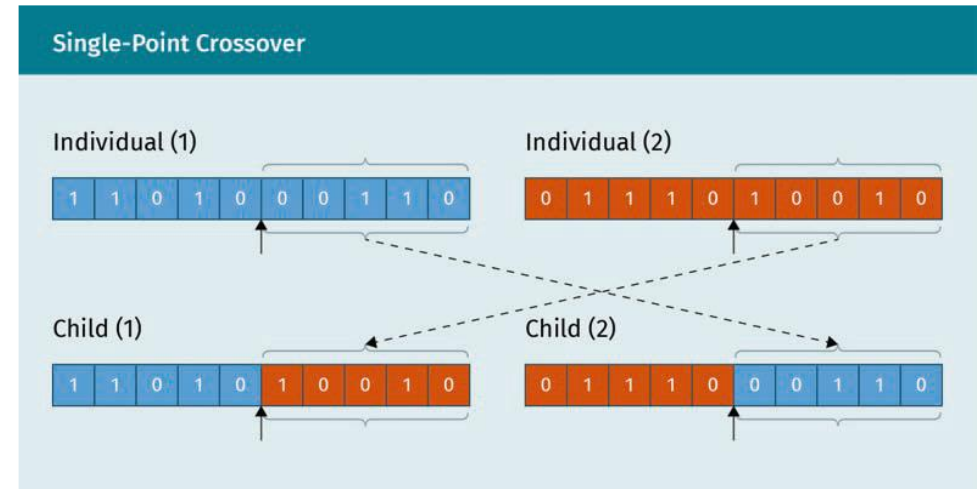 Single-Point Crossover
Individual (1)
Individual (2)
1 1 0 1 0 0 0 1 1 0
0 1 1 1 0 1 0 0 1 0
Child (1)
Child (2)
1 1 0 1 0 1 0 0 1 0
0 1 1 1 0 0 0 1 1 0